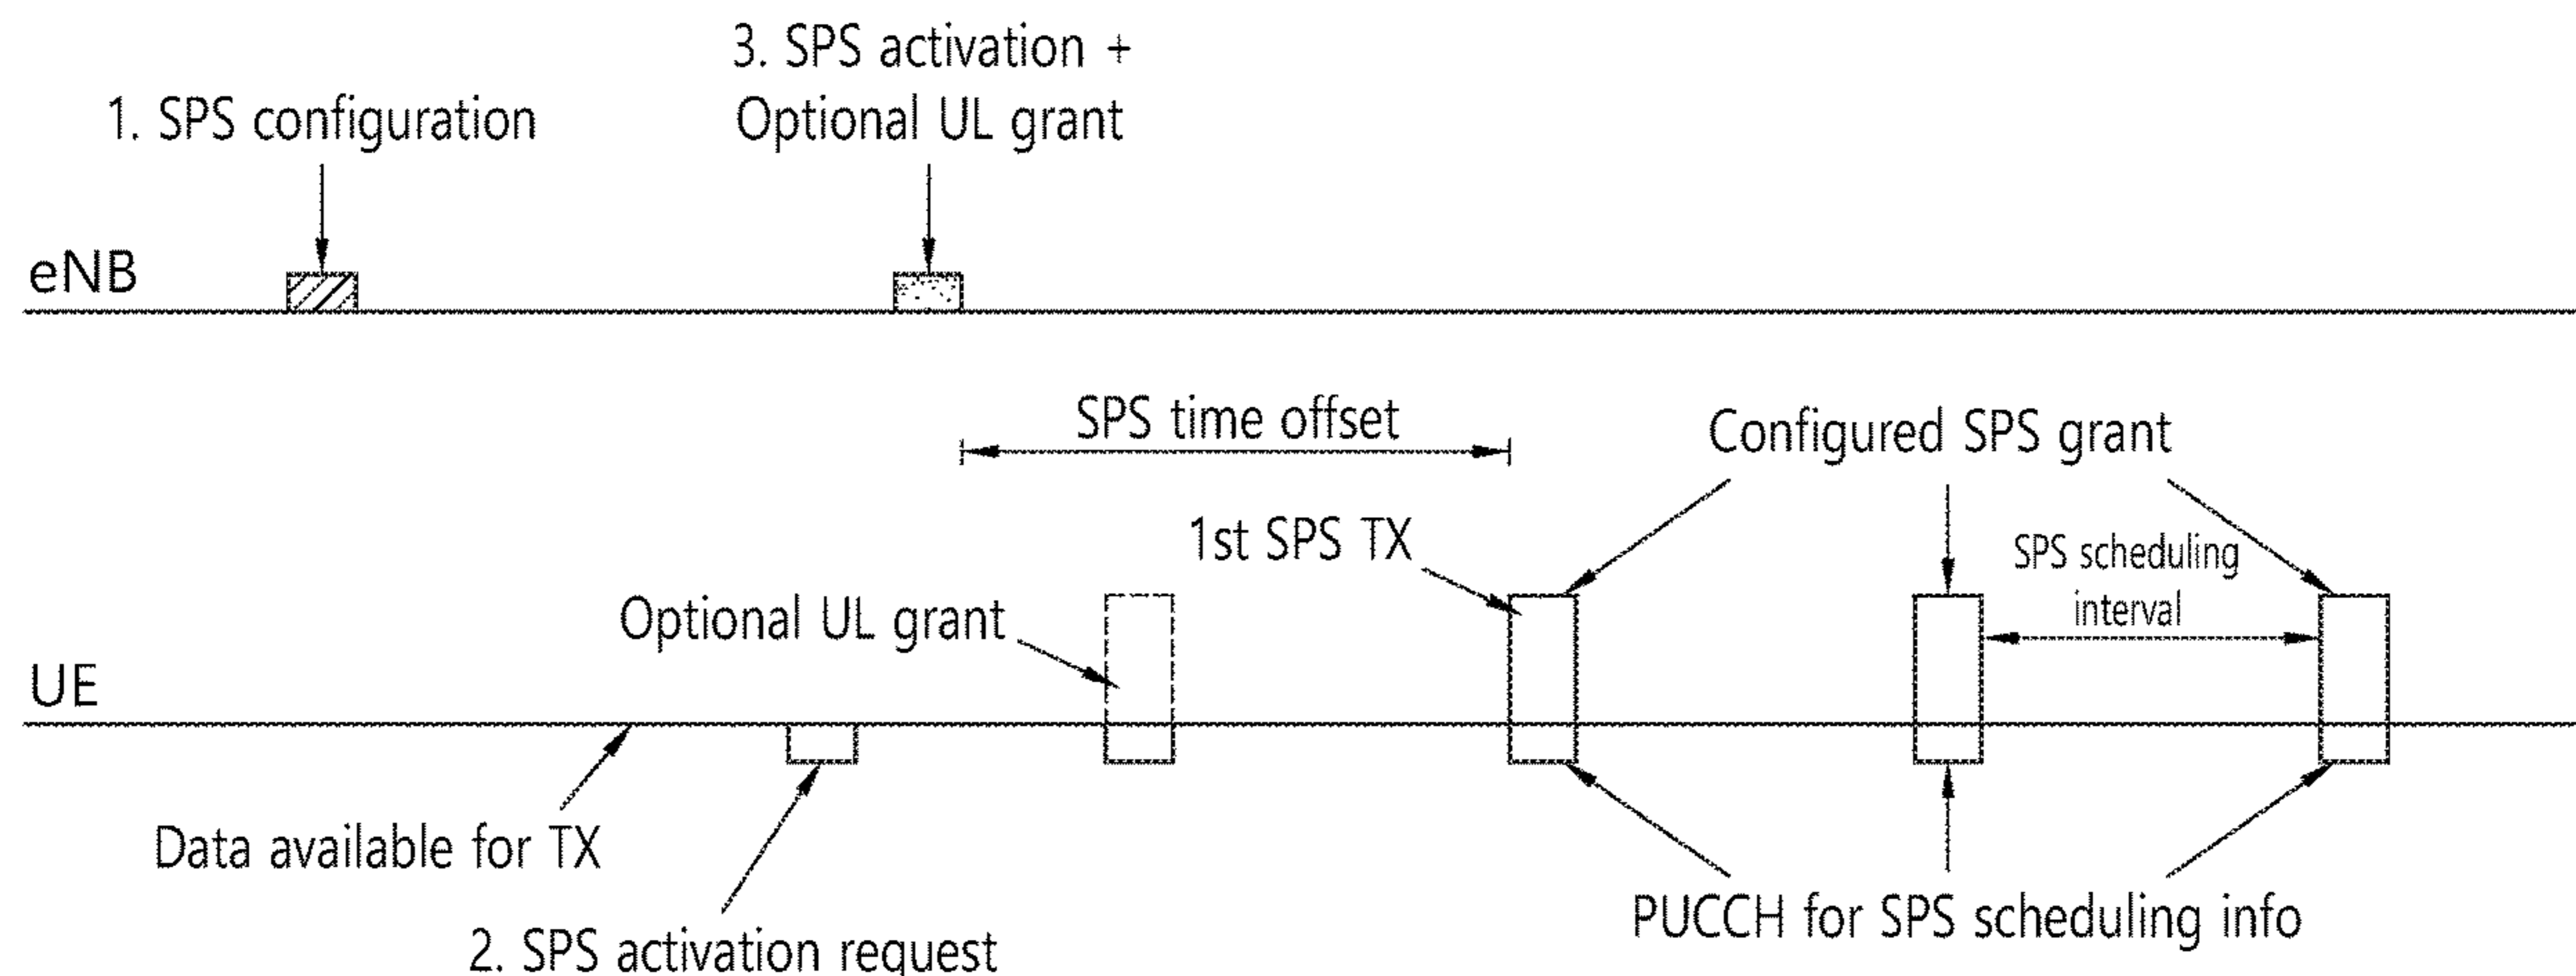 3. SPS activation +
Optional UL grant
1. SPS configuration
eNB
SPS time offset
Configured SPS grant
1st SPS TX
SPS scheduling
interval
Optional UL grant
UE
Data available for TX
PUCCH for SPS scheduling info
2. SPS activation request